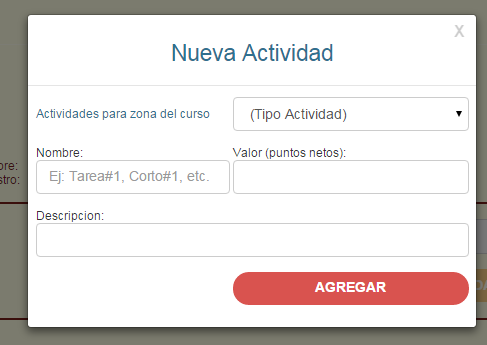 X
Nueva Actividad
Actividades para zona del curso
(Tipo Actividad)
Nombre:
Valor (puntos netos):
Ej: Tarea#1, Corto#1, etc.
Descripcion:
AGREGAR